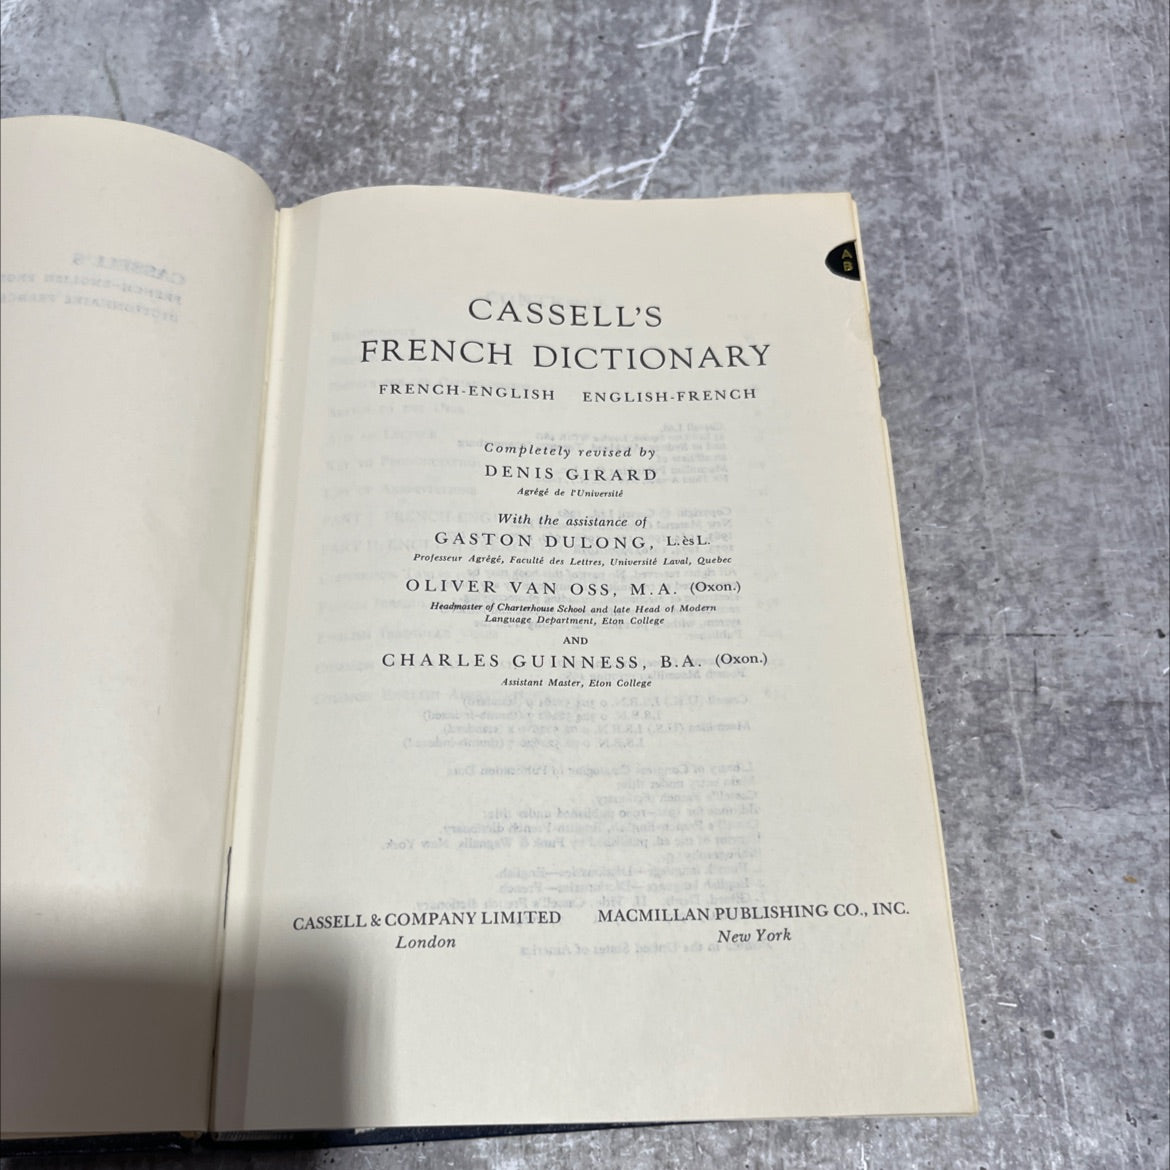 CASSELL'S
FRENCH DICTIONARY
FRENCH-ENGLISH ENGLISH-FRENCH
Completely revised by
DENIS GIRARD
Agrégé de l'Université
With the assistance of
GASTON DULONG, L.èsL.
Professeur Agrégé, Faculté des Lettres, Université Laval, Quebec
OLIVER VAN OSS, M.A. (Oxon.)
Headmaster of Charterhouse School and late Head of Modern
Language Department, Eton College
AND
CHARLES GUINNESS, B.A. (Oxon.)
Assistant Master, Eton College
CASSELL & COMPANY LIMITED MACMILLAN PUBLISHING CO., INC.
London New York
A
B